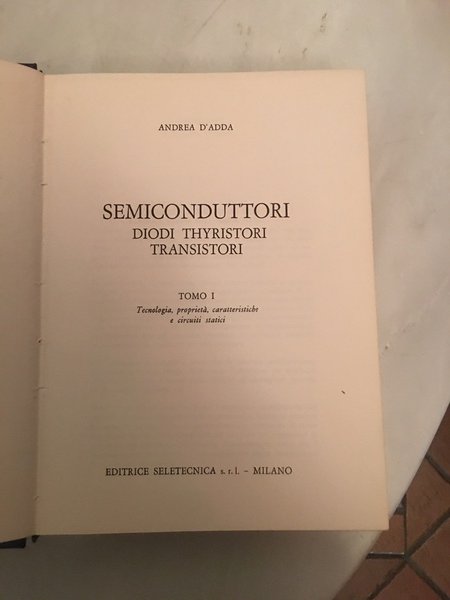 ANDREA D'ADDA
SEMICONDUTTORI
DIODI THYRISTORI
TRANSISTORI
TOMO I
Tecnologia, proprietà, caratteristiche
e circuiti statici
EDITRICE SELETECNICA s. r. l. – MILANO